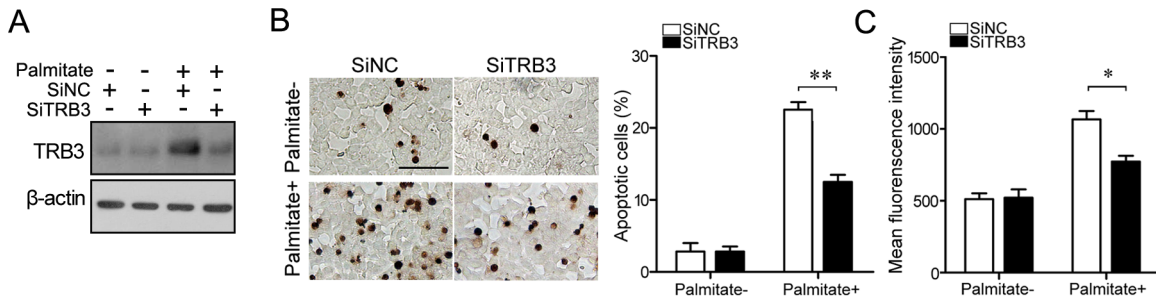 A
Palmitate - - + +
SiNC + - + -
SiTRB3 - + - +
TRB3
β-actin
B
SiNC SiTRB3
Palmitate-
Palmitate+
SiNC
SiTRB3
Apoptotic cells (%)
30
20
10
0
**
Palmitate- Palmitate+
C
SiNC
SiTRB3
Mean fluorescence intensity
1500
1000
500
0
*
Palmitate- Palmitate+